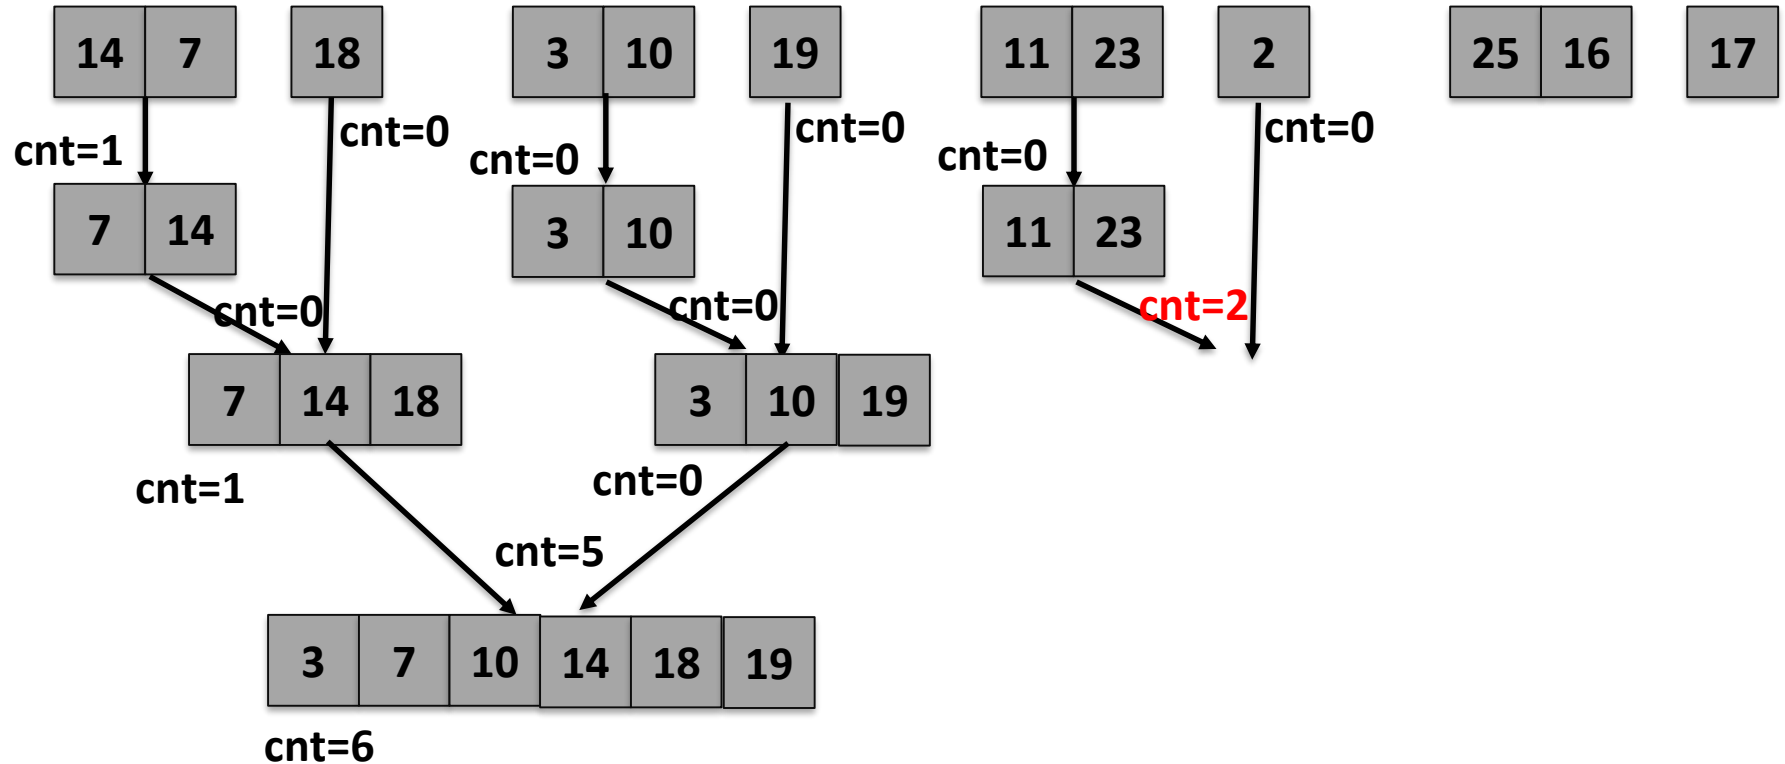 14 7 18 3 10 19 11 23 2 25 16 17
cnt=1 cnt=0 cnt=0 cnt=0 cnt=0 cnt=0
7 14 3 10 11 23
cnt=0 cnt=0 cnt=2
7 14 18 3 10 19
cnt=1 cnt=0
cnt=5
3 7 10 14 18 19
cnt=6